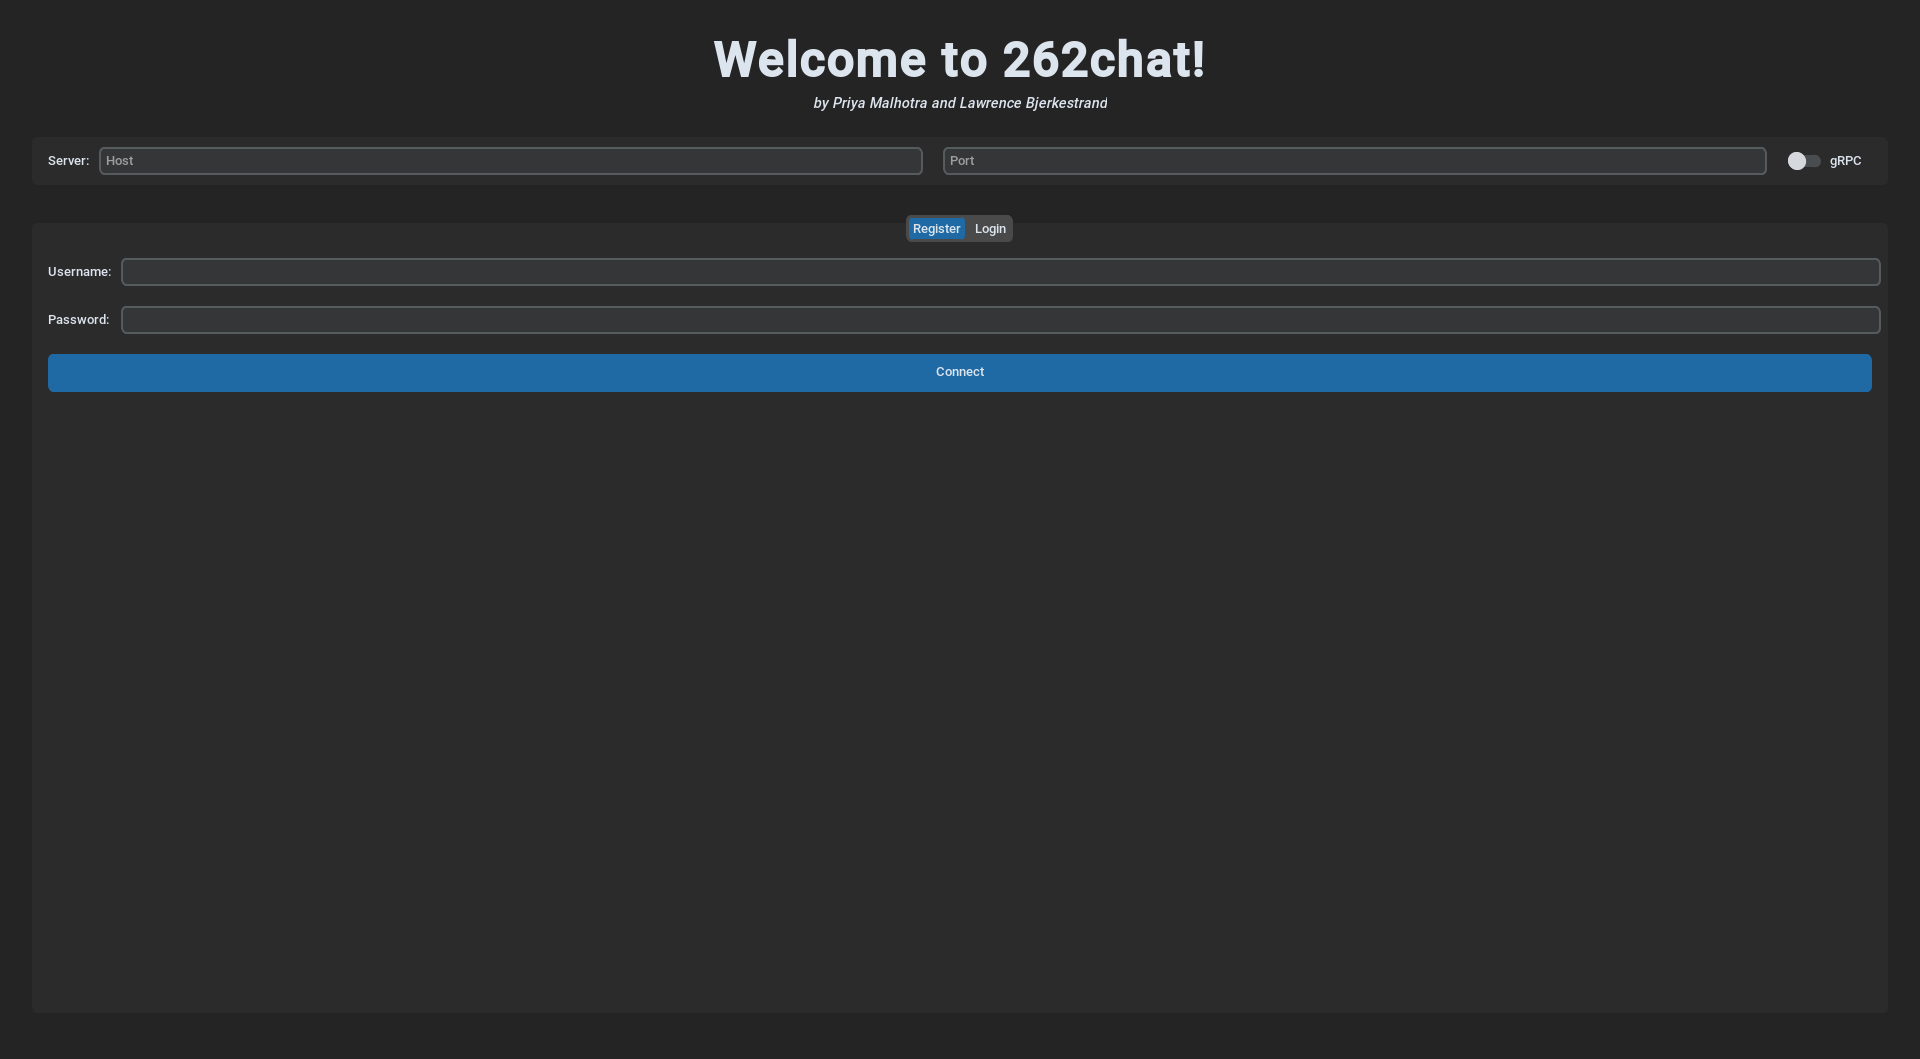 Welcome to 262chat!
by Priya Malhotra and Lawrence Bjerkestrand
Server: Host Port gRPC
Register Login
Username:
Password:
Connect